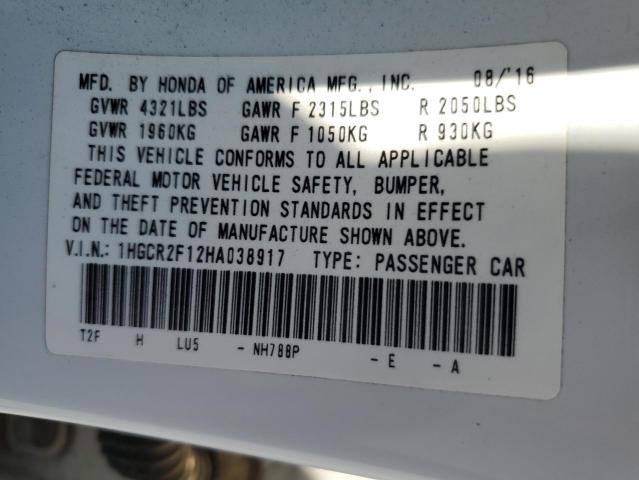 MFD. BY HONDA OF AMERICA MFG., INC. 08/'16
GVWR 4321LBS GAWR F 2315LBS R 2050LBS
GVWR 1960KG GAWR F 1050KG R 930KG
THIS VEHICLE CONFORMS TO ALL APPLICABLE
FEDERAL MOTOR VEHICLE SAFETY, BUMPER,
AND THEFT PREVENTION STANDARDS IN EFFECT
ON THE DATE OF MANUFACTURE SHOWN ABOVE.
V.I.N.: 1HGCR2F12HA038917 TYPE: PASSENGER CAR
T2F H LU5 - NH788P - E - A